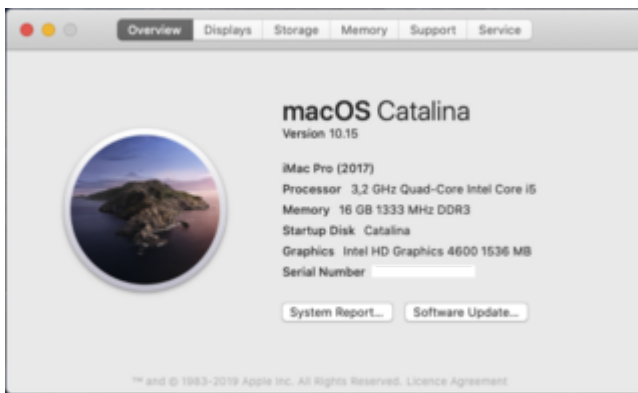 Overview Displays Storage Memory Support Service
macOS Catalina
Version 10.15
iMac Pro (2017)
Processor 3,2 GHz Quad-Core Intel Core i5
Memory 16 GB 1333 MHz DDR3
Startup Disk Catalina
Graphics Intel HD Graphics 4600 1536 MB
Serial Number
System Report... Software Update...
™ and © 1983-2019 Apple Inc. All Rights Reserved. Licence Agreement